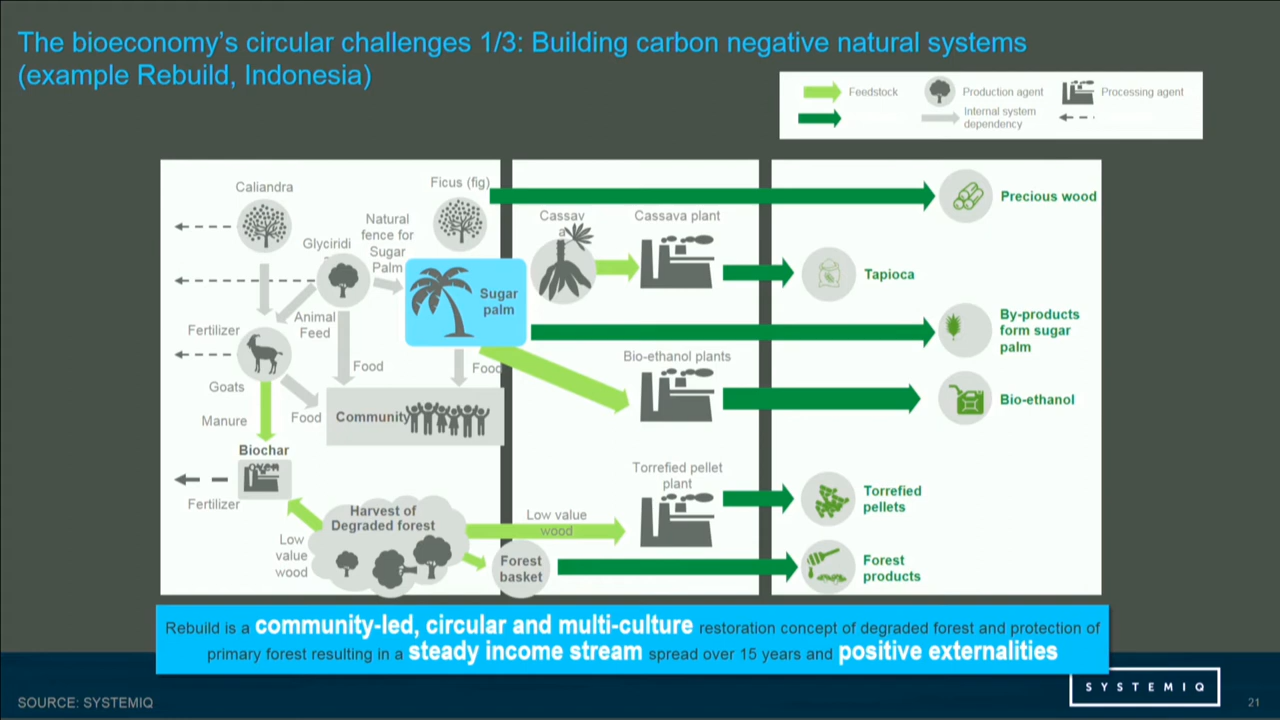 The bioeconomy's circular challenges 1/3: Building carbon negative natural systems
(example Rebuild, Indonesia)
Feedstock
Production agent
Processing agent
Internal system
dependency
Caliandra
Ficus (fig)
Glyciridi
Natural
fence for
Sugar
Palm
Sugar
palm
Animal
Feed
Fertilizer
Goats
Food
Food
Food
Manure
Community
Biochar
oven
Fertilizer
Low
value
wood
Harvest of
Degraded forest
Cassav
a
Cassava plant
Bio-ethanol plants
Torrefied pellet
plant
Low value
wood
Forest
basket
Precious wood
Tapioca
By-products
form sugar
palm
Bio-ethanol
Torrefied
pellets
Forest
products
Rebuild is a community-led, circular and multi-culture restoration concept of degraded forest and protection of
primary forest resulting in a steady income stream spread over 15 years and positive externalities
SOURCE: SYSTEMIQ
SYSTEMIQ
21